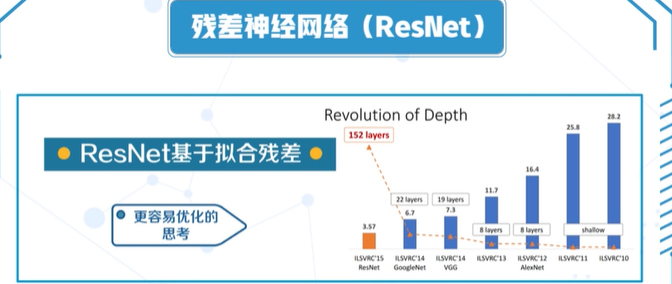 残差神经网络（ResNet）
ResNet基于拟合残差
更容易优化的
思考
Revolution of Depth
152 layers
22 layers
19 layers
8 layers
8 layers
shallow
3.57
6.7
7.3
11.7
16.4
25.8
28.2
ILSVRC'15
ResNet
ILSVRC'14
GoogleNet
ILSVRC'14
VGG
ILSVRC'13
ILSVRC'12
AlexNet
ILSVRC'11
ILSVRC'10